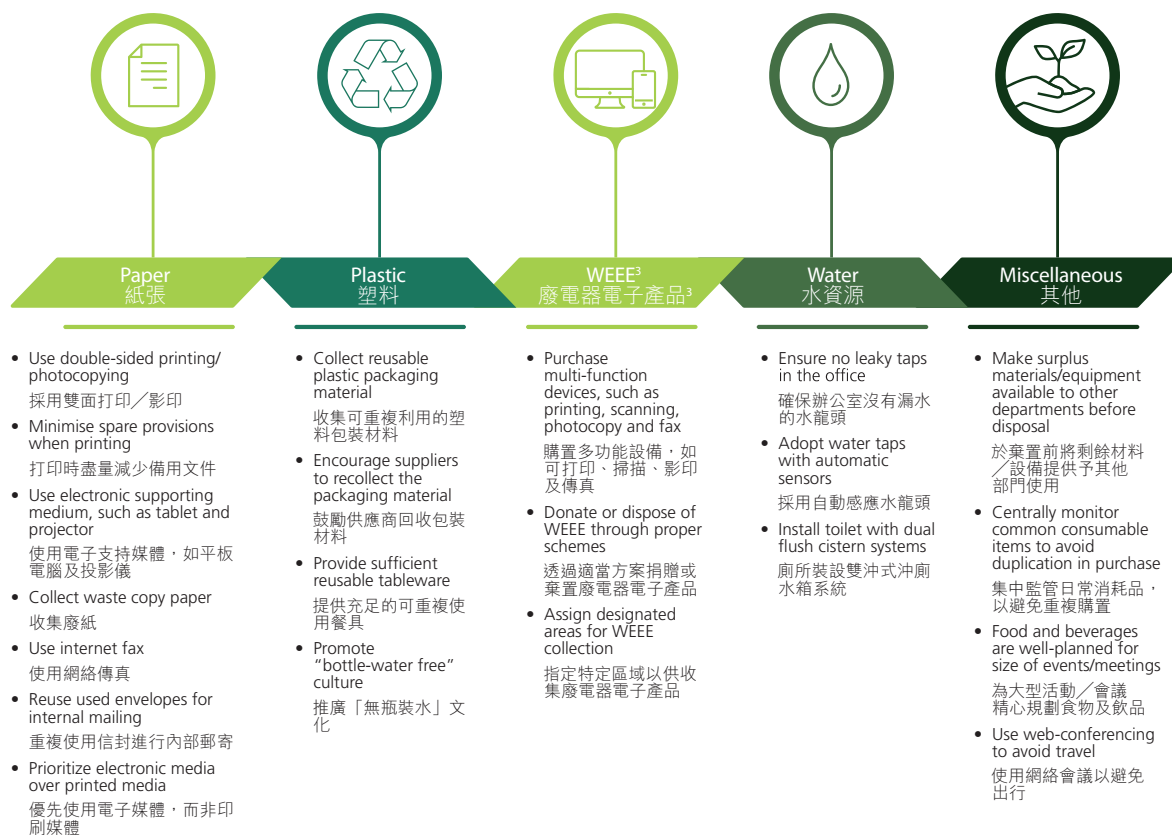 Paper
紙張
Plastic
塑料
WEEE³
廢電器電子產品³
Water
水資源
Miscellaneous
其他
• Use double-sided printing/
photocopying
採用雙面打印╱影印
• Minimise spare provisions
when printing
打印時盡量減少備用文件
• Use electronic supporting
medium, such as tablet and
projector
使用電子支持媒體，如平板
電腦及投影儀
• Collect waste copy paper
收集廢紙
• Use internet fax
使用網絡傳真
• Reuse used envelopes for
internal mailing
重複使用信封進行內部郵寄
• Prioritize electronic media
over printed media
優先使用電子媒體，而非印
刷媒體
• Collect reusable
plastic packaging
material
收集可重複利用的塑
料包裝材料
• Encourage suppliers
to recollect the
packaging material
鼓勵供應商回收包裝
材料
• Provide sufficient
reusable tableware
提供充足的可重複使
用餐具
• Promote
“bottle-water free”
culture
推廣「無瓶裝水」文
化
• Purchase
multi-function
devices, such as
printing, scanning,
photocopy and fax
購置多功能設備，如
可打印、掃描、影印
及傳真
• Donate or dispose of
WEEE through proper
schemes
透過適當方案捐贈或
棄置廢電器電子產品
• Assign designated
areas for WEEE
collection
指定特定區域以供收
集廢電器電子產品
• Ensure no leaky taps
in the office
確保辦公室沒有漏水
的水龍頭
• Adopt water taps
with automatic
sensors
採用自動感應水龍頭
• Install toilet with dual
flush cistern systems
廁所裝設雙沖式沖廁
水箱系統
• Make surplus
materials/equipment
available to other
departments before
disposal
於棄置前將剩餘材料
╱設備提供予其他
部門使用
• Centrally monitor
common consumable
items to avoid
duplication in purchase
集中監管日常消耗品，
以避免重複購置
• Food and beverages
are well-planned for
size of events/meetings
為大型活動╱會議
精心規劃食物及飲品
• Use web-conferencing
to avoid travel
使用網絡會議以避免
出行